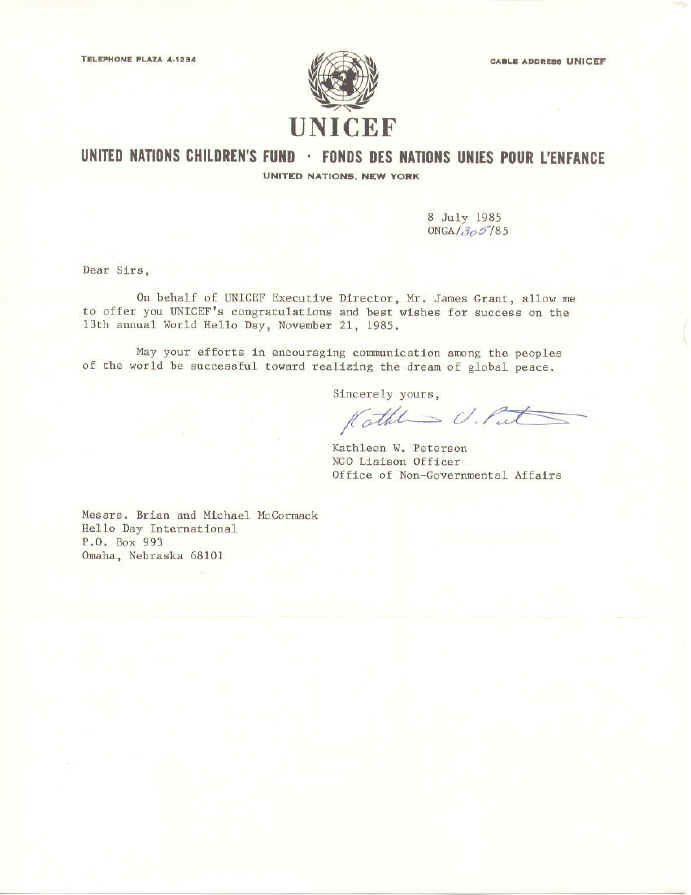 TELEPHONE PLAZA 4-1234
CABLE ADDRESS UNICEF
UNICEF
UNITED NATIONS CHILDREN'S FUND · FONDS DES NATIONS UNIES POUR L'ENFANCE
UNITED NATIONS, NEW YORK
8 July 1985
ONGA/305/85
Dear Sirs,
On behalf of UNICEF Executive Director, Mr. James Grant, allow me
to offer you UNICEF's congratulations and best wishes for success on the
13th annual World Hello Day, November 21, 1985.
May your efforts in encouraging communication among the peoples
of the world be successful toward realizing the dream of global peace.
Sincerely yours,
Kathleen W. Peterson
NGO Liaison Officer
Office of Non-Governmental Affairs
Messrs. Brian and Michael McCormack
Hello Day International
P.O. Box 993
Omaha, Nebraska 68101